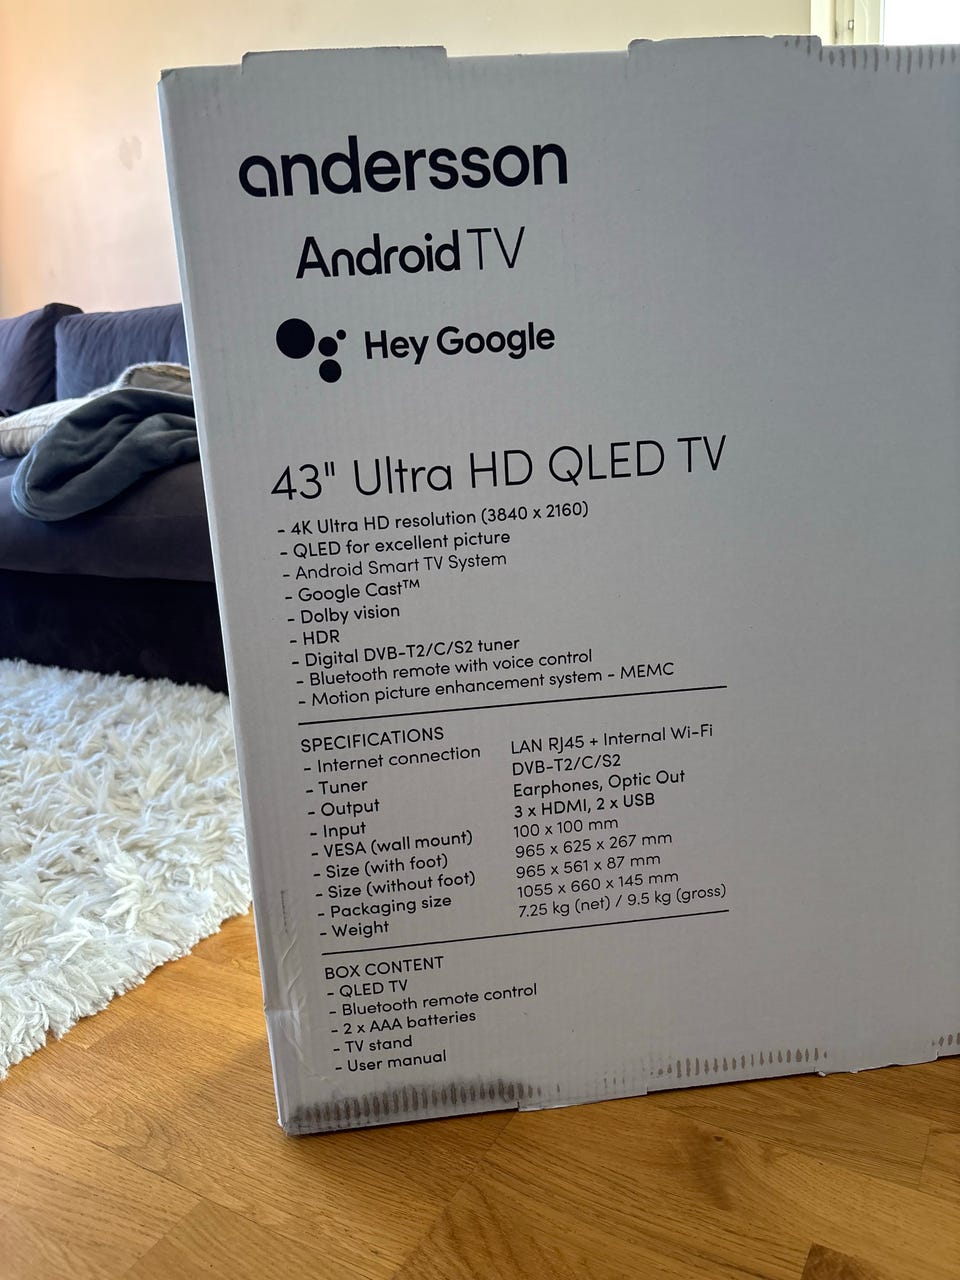 andersson
Android TV
Hey Google
43" Ultra HD QLED TV
- 4K Ultra HD resolution (3840 x 2160)
- QLED for excellent picture
- Android Smart TV System
- Google Cast™
- Dolby vision
- HDR
- Digital DVB-T2/C/S2 tuner
- Bluetooth remote with voice control
- Motion picture enhancement system - MEMC
SPECIFICATIONS
- Internet connection LAN RJ45 + Internal Wi-Fi
- Tuner DVB-T2/C/S2
- Output Earphones, Optic Out
- Input 3 x HDMI, 2 x USB
- VESA (wall mount) 100 x 100 mm
- Size (with foot) 965 x 625 x 267 mm
- Size (without foot) 965 x 561 x 87 mm
- Packaging size 1055 x 660 x 145 mm
- Weight 7.25 kg (net) / 9.5 kg (gross)
BOX CONTENT
- QLED TV
- Bluetooth remote control
- 2 x AAA batteries
- TV stand
- User manual